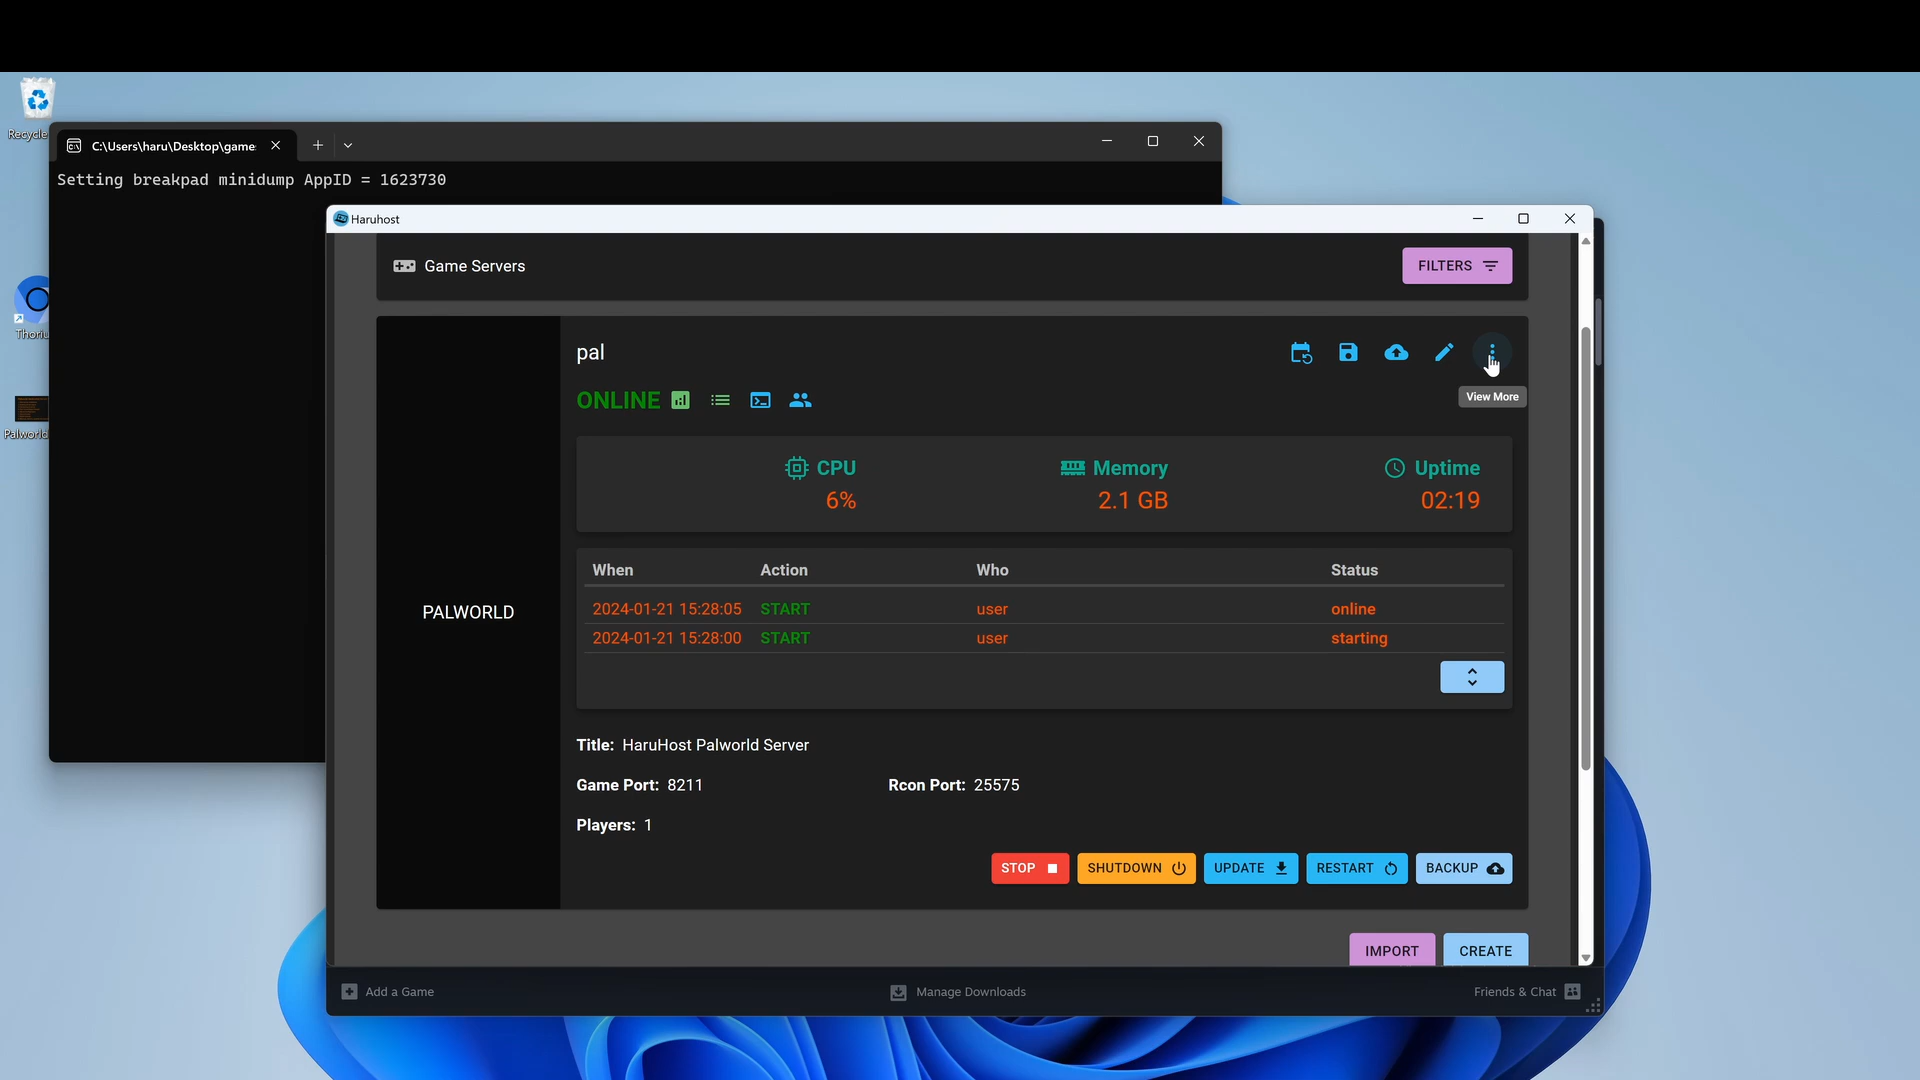 Recycle
C:\Users\haru\Desktop\game
Setting breakpad minidump AppID = 1623730
Haruhost
Game Servers
FILTERS
pal
View More
ONLINE
CPU
Memory
Uptime
6%
2.1 GB
02:19
When Action Who Status
2024-01-21 15:28:05 START user online
2024-01-21 15:28:00 START user starting
PALWORLD
Thoriu
Palworld
Title: HaruHost Palworld Server
Game Port: 8211 Rcon Port: 25575
Players: 1
STOP SHUTDOWN UPDATE RESTART BACKUP
IMPORT CREATE
Add a Game Manage Downloads Friends & Chat